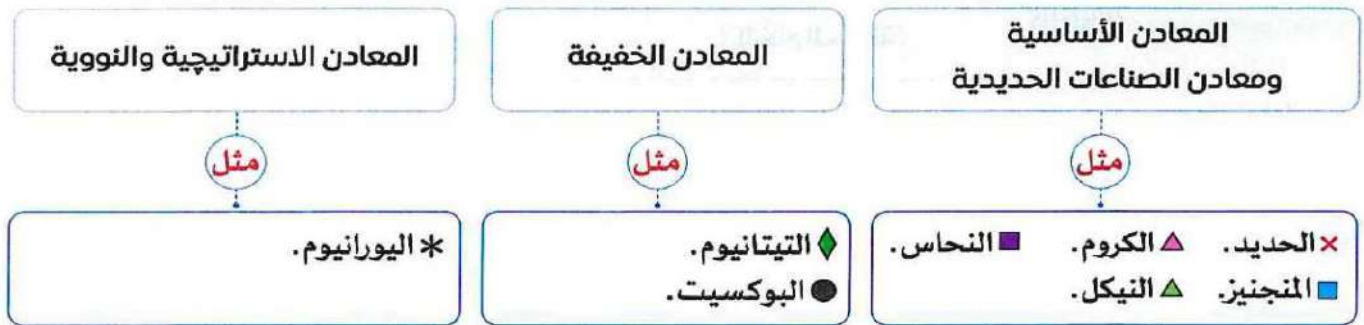 المعادن الأساسية
ومعادن الصناعات الحديدية
مثل
الحديد. الكروم. النحاس.
المنجنيز. النيكل.
المعادن الخفيفة
مثل
التيتانيوم.
البوكسيت.
المعادن الاستراتيچية والنووية
مثل
اليورانيوم.